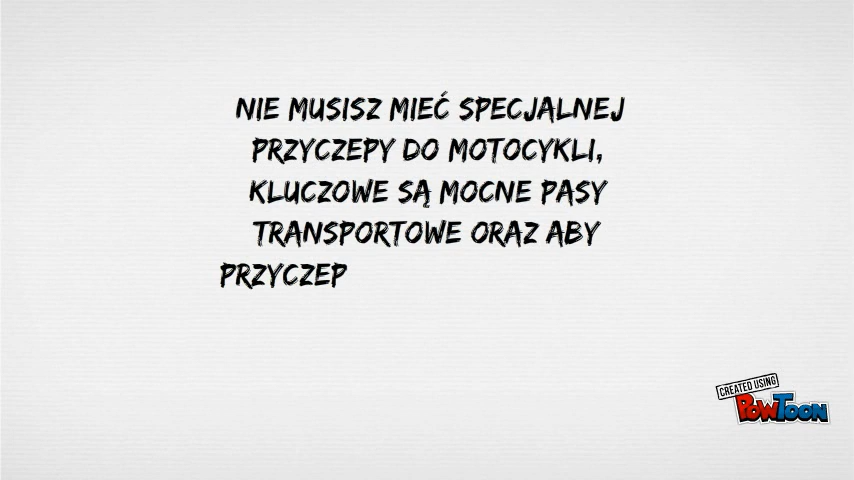 NIE MUSISZ MIEĆ SPECJALNEJ
PRZYCZEPY DO MOTOCYKLI,
KLUCZOWE SĄ MOCNE PASY
TRANSPORTOWE ORAZ ABY
PRZYCZEP
CREATED USING
POWTOON